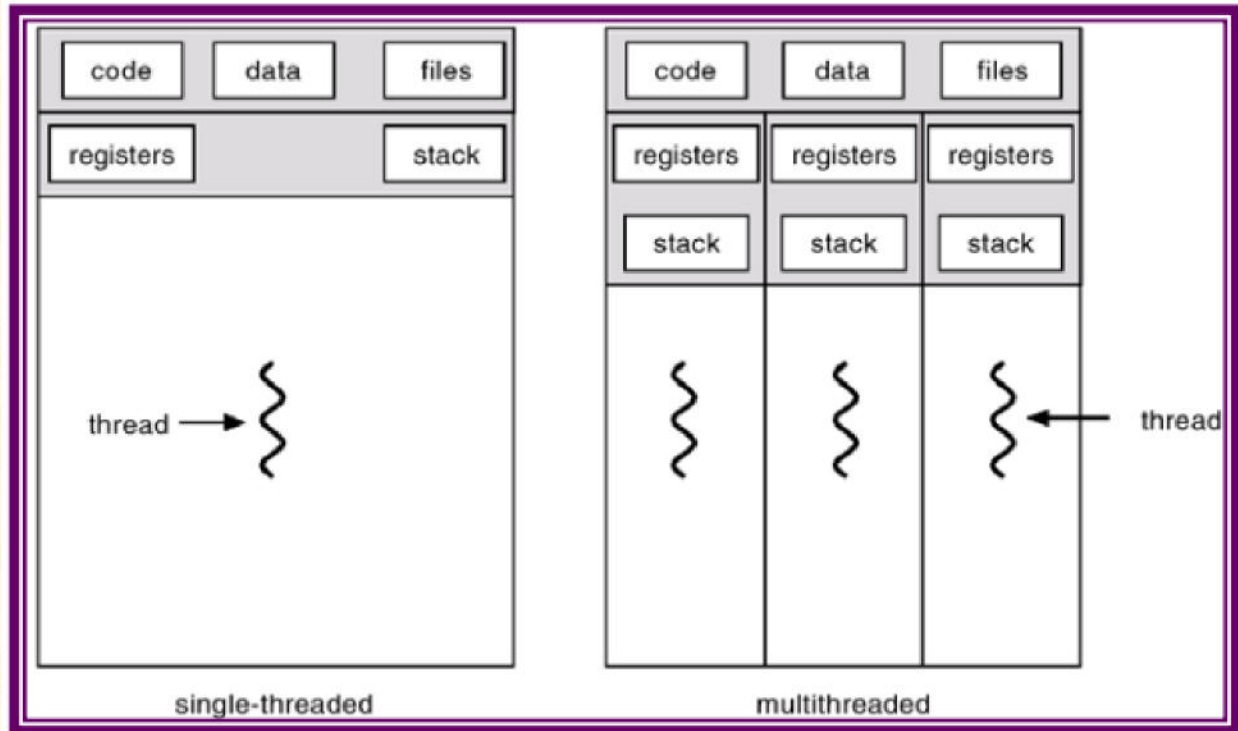 code data files
registers stack
thread
single-threaded
code data files
registers registers registers
stack stack stack
thread
multithreaded